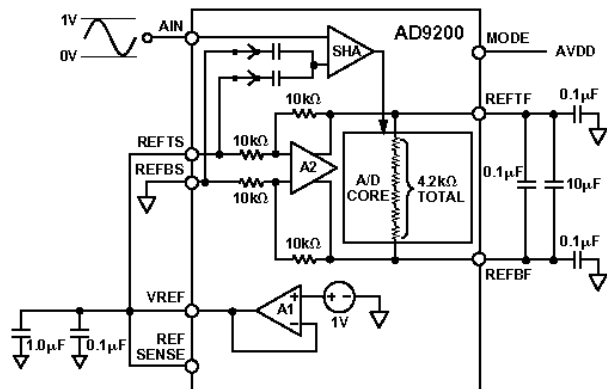 1V
0V
AIN
SHA
AD9200
MODE
AVDD
10kΩ
REFTF
0.1µF
REFTS
10kΩ
REFBS
A2
A/D
CORE
4.2kΩ
TOTAL
0.1µF
10µF
10kΩ
10kΩ
0.1µF
REFBF
VREF
A1
1V
1.0µF
0.1µF
REF
SENSE